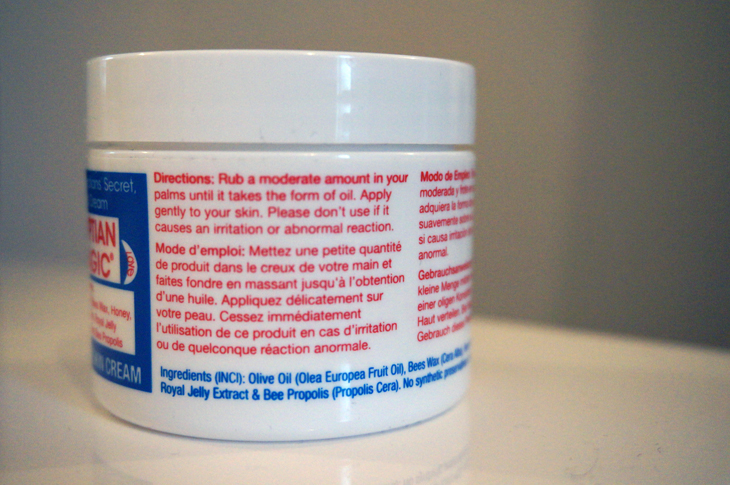 Secret,
Cream
Honey,
Royal Jelly
Bee Propolis
CREAM
Directions: Rub a moderate amount in your
palms until it takes the form of oil. Apply
gently to your skin. Please don't use if it
causes an irritation or abnormal reaction.
Mode d'emploi: Mettez une petite quantité
de produit dans le creux de votre main et
faites fondre en massant jusqu'à l'obtention
d'une huile. Appliquez délicatement sur
votre peau. Cessez immédiatement
l'utilisation de ce produit en cas d'irritation
ou de quelconque réaction anormale.
Modo de Empleo:
moderada y
adquiera la forma
suavemente
si causa irritación
anormal.
Gebrauchsanweisung
kleine Menge
einer öligen
Haut verteilen.
Gebrauch
Ingredients (INCI): Olive Oil (Olea Europea Fruit Oil), Bees Wax (Cera
Royal Jelly Extract & Bee Propolis (Propolis Cera). No synthetic